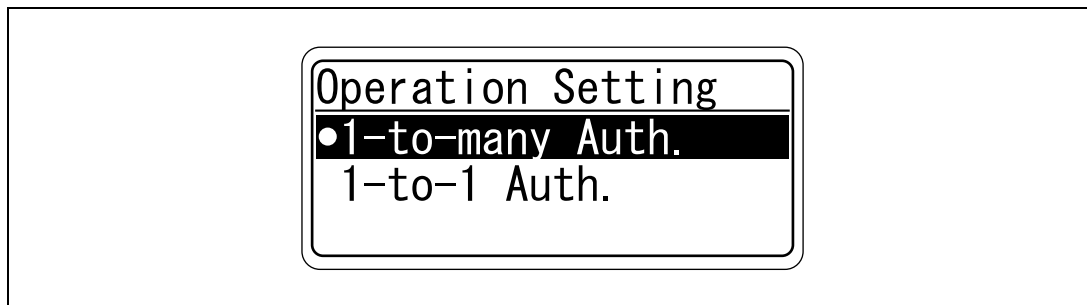 Operation Setting
●1-to-many Auth.
1-to-1 Auth.